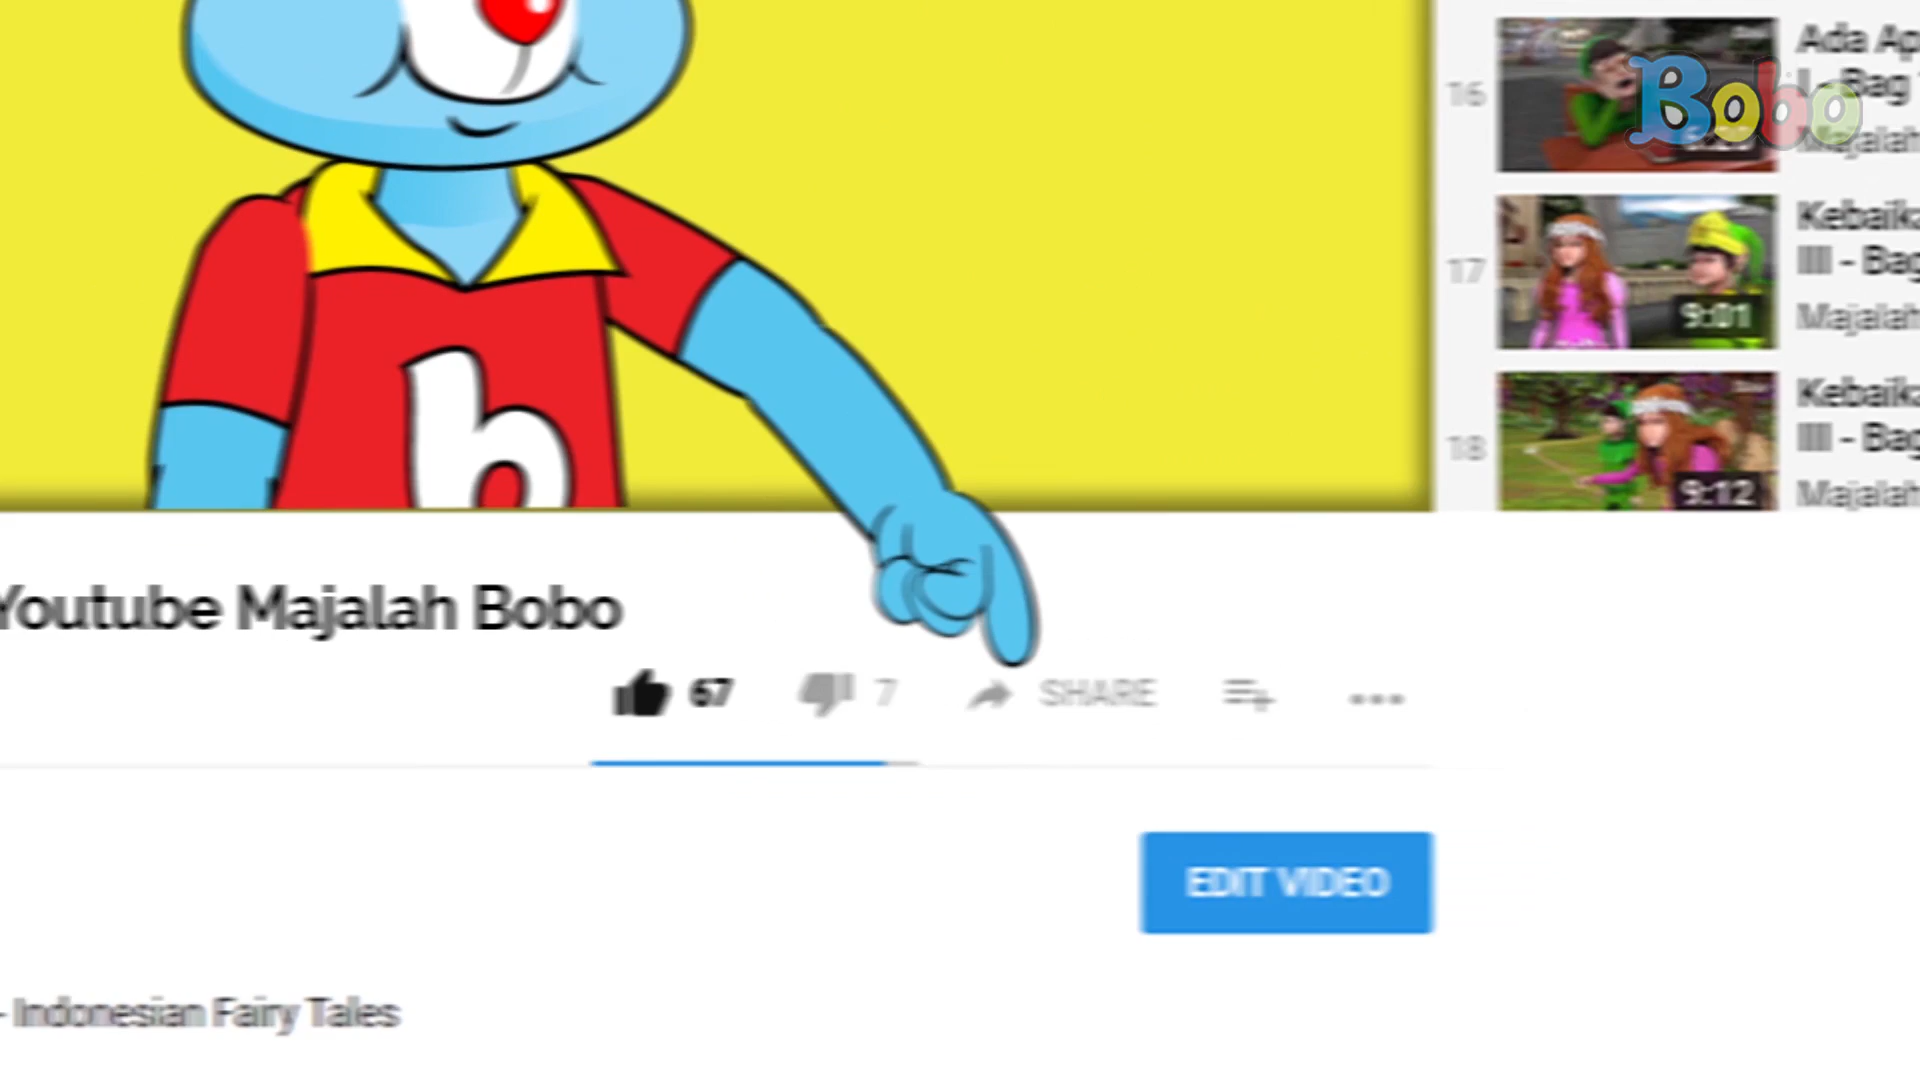 16
Ada Ap
Bag
Bobo
Majalah
17
Kebaika
III - Bag
9:01
Majalah
18
Kebaika
III - Bag
9:12
Majalah
b
Youtube Majalah Bobo
67 7 SHARE
EDIT VIDEO
- Indonesian Fairy Tales